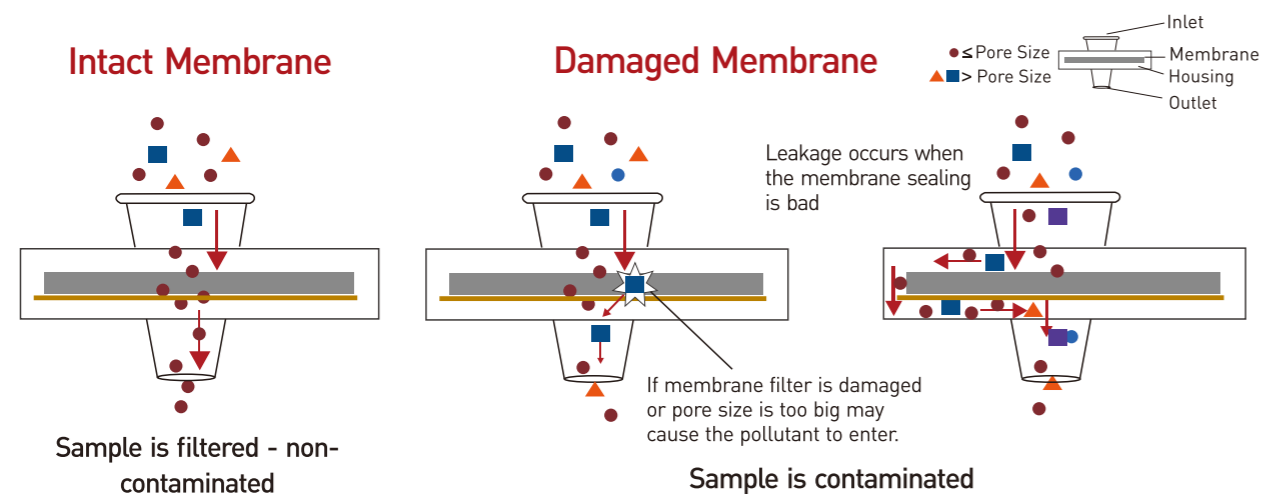 Intact Membrane
Damaged Membrane
≤ Pore Size
> Pore Size
Inlet
Membrane
Housing
Outlet
Leakage occurs when
the membrane sealing
is bad
If membrane filter is damaged
or pore size is too big may
cause the pollutant to enter.
Sample is filtered - non-
contaminated
Sample is contaminated